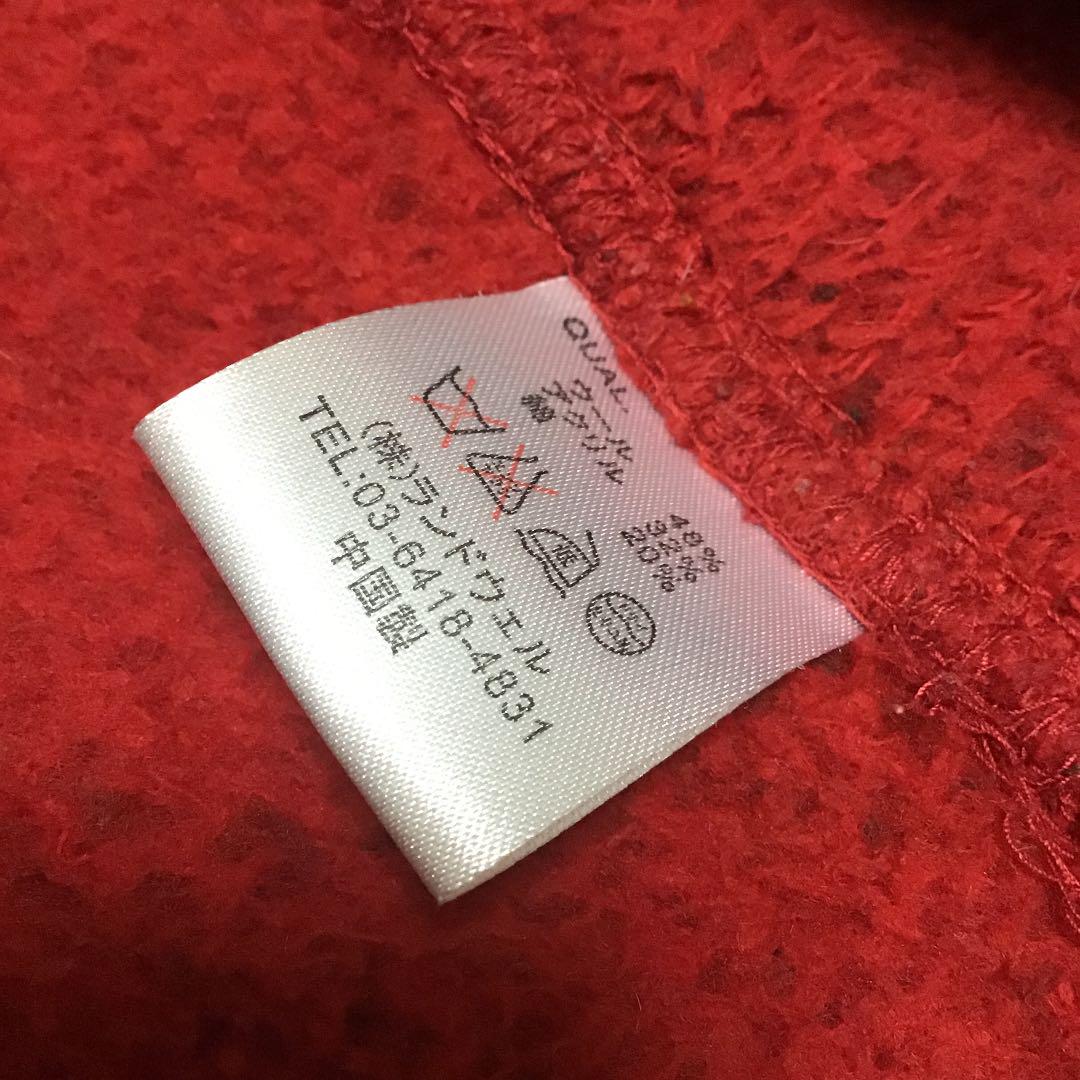 QUAL.
ウール 48%
アクリル 32%
綿 20%
(株)ランドウェル
TEL:03-6418-4831
中国製